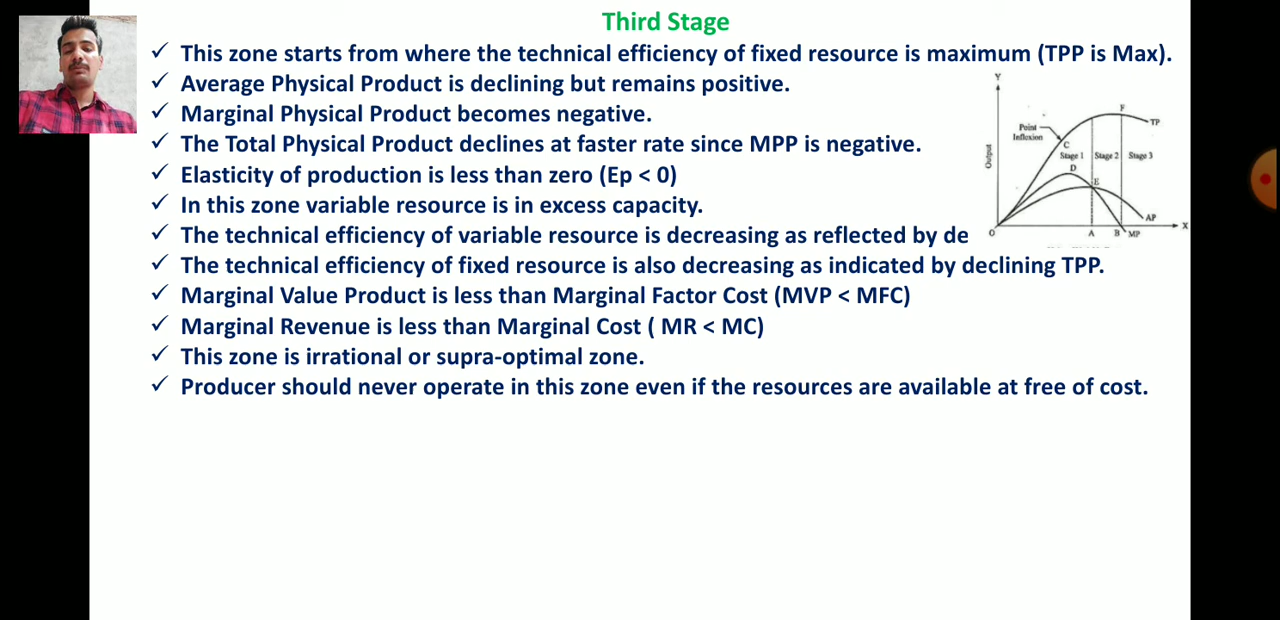 Third Stage
✓ This zone starts from where the technical efficiency of fixed resource is maximum (TPP is Max).
✓ Average Physical Product is declining but remains positive.
✓ Marginal Physical Product becomes negative.
✓ The Total Physical Product declines at faster rate since MPP is negative.
✓ Elasticity of production is less than zero (Ep < 0)
✓ In this zone variable resource is in excess capacity.
✓ The technical efficiency of variable resource is decreasing as reflected by de
✓ The technical efficiency of fixed resource is also decreasing as indicated by declining TPP.
✓ Marginal Value Product is less than Marginal Factor Cost (MVP < MFC)
✓ Marginal Revenue is less than Marginal Cost ( MR < MC)
✓ This zone is irrational or supra-optimal zone.
✓ Producer should never operate in this zone even if the resources are available at free of cost.
Y
F
TP
Point
Inflexion
C
Output
Stage 1 Stage 2 Stage 3
D
E
AP
X
O A B MP